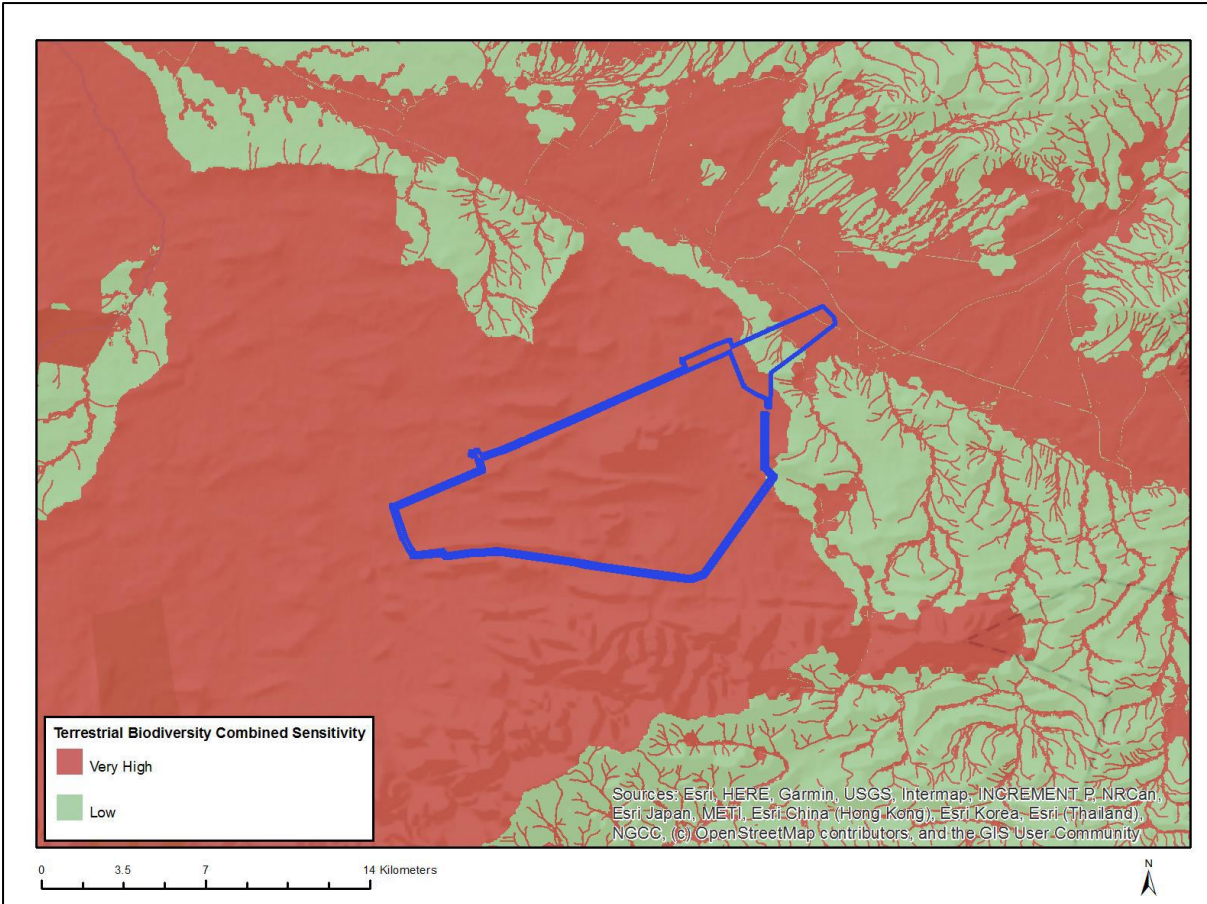 Terrestrial Biodiversity Combined Sensitivity
Very High
Low
Sources: Esri, HERE, Garmin, USGS, Intermap, INCREMENT P, NRCan,
Esri Japan, METI, Esri China (Hong Kong), Esri Korea, Esri (Thailand),
NGCC, (c) OpenStreetMap contributors, and the GIS User Community
0 3.5 7 14 Kilometers
N